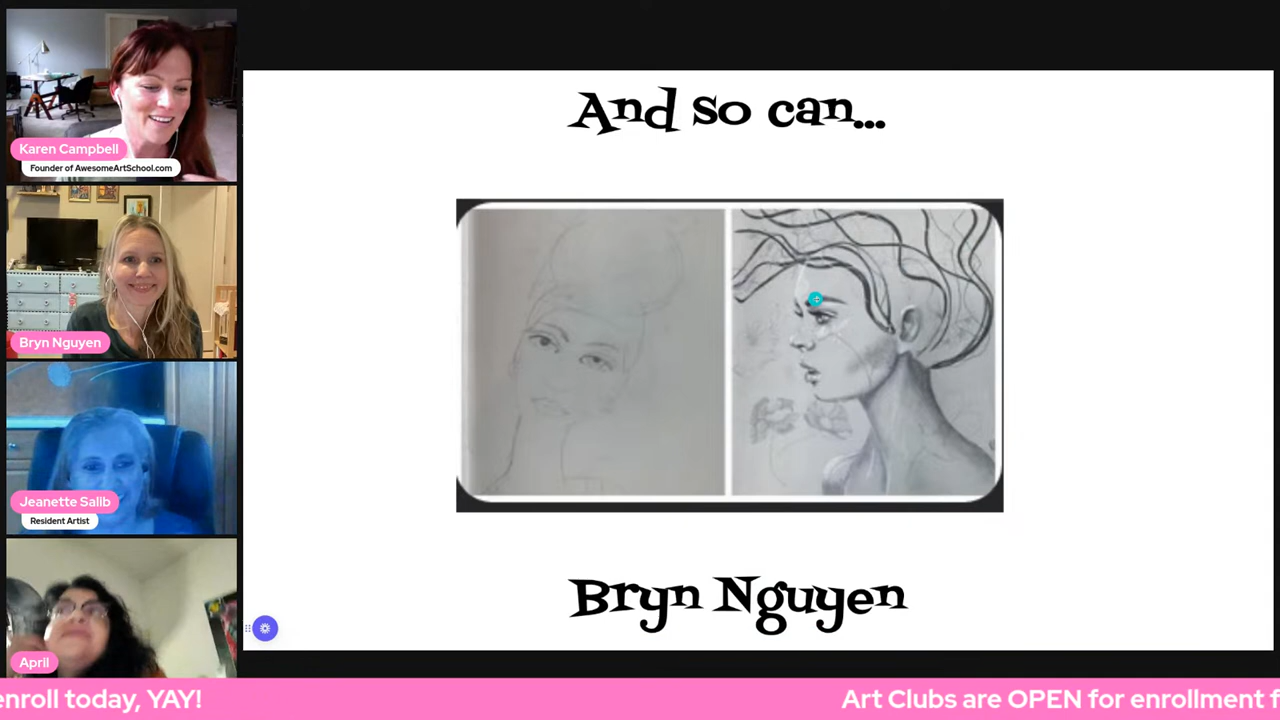 Karen Campbell
Founder of AwesomeArtSchool.com
Bryn Nguyen
Jeanette Salib
Resident Artist
April
And so can...
Bryn Nguyen
enroll today, YAY!
Art Clubs are OPEN for enrollment f